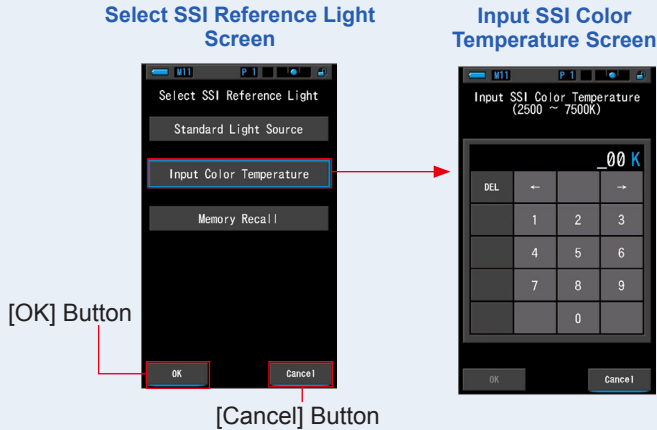 Select SSI Reference Light
Screen
Input SSI Color
Temperature Screen
M11 P 1
Select SSI Reference Light
Standard Light Source
Input Color Temperature
Memory Recall
OK
Cancel
[OK] Button
[Cancel] Button
M11 P 1
Input SSI Color Temperature
(2500 ~ 7500K)
_00 K
DEL ← →
1 2 3
4 5 6
7 8 9
0
OK
Cancel